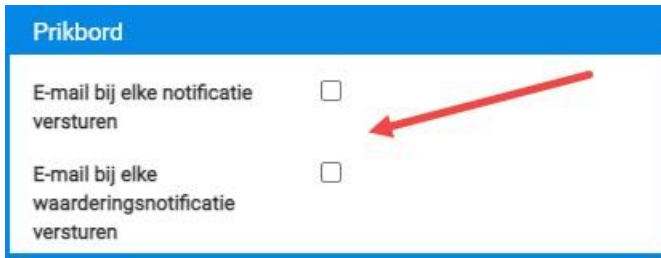 Prikbord
E-mail bij elke notificatie
versturen
E-mail bij elke
waarderingsnotificatie
versturen